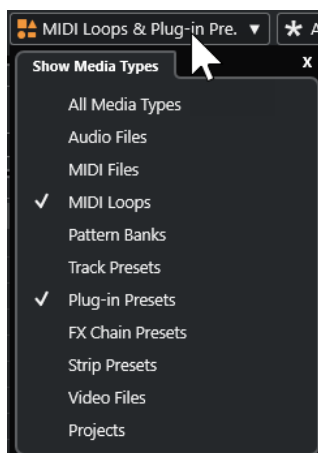 MIDI Loops & Plug-in Pre. ▼
Show Media Types X
All Media Types
Audio Files
MIDI Files
✓ MIDI Loops
Pattern Banks
Track Presets
✓ Plug-in Presets
FX Chain Presets
Strip Presets
Video Files
Projects